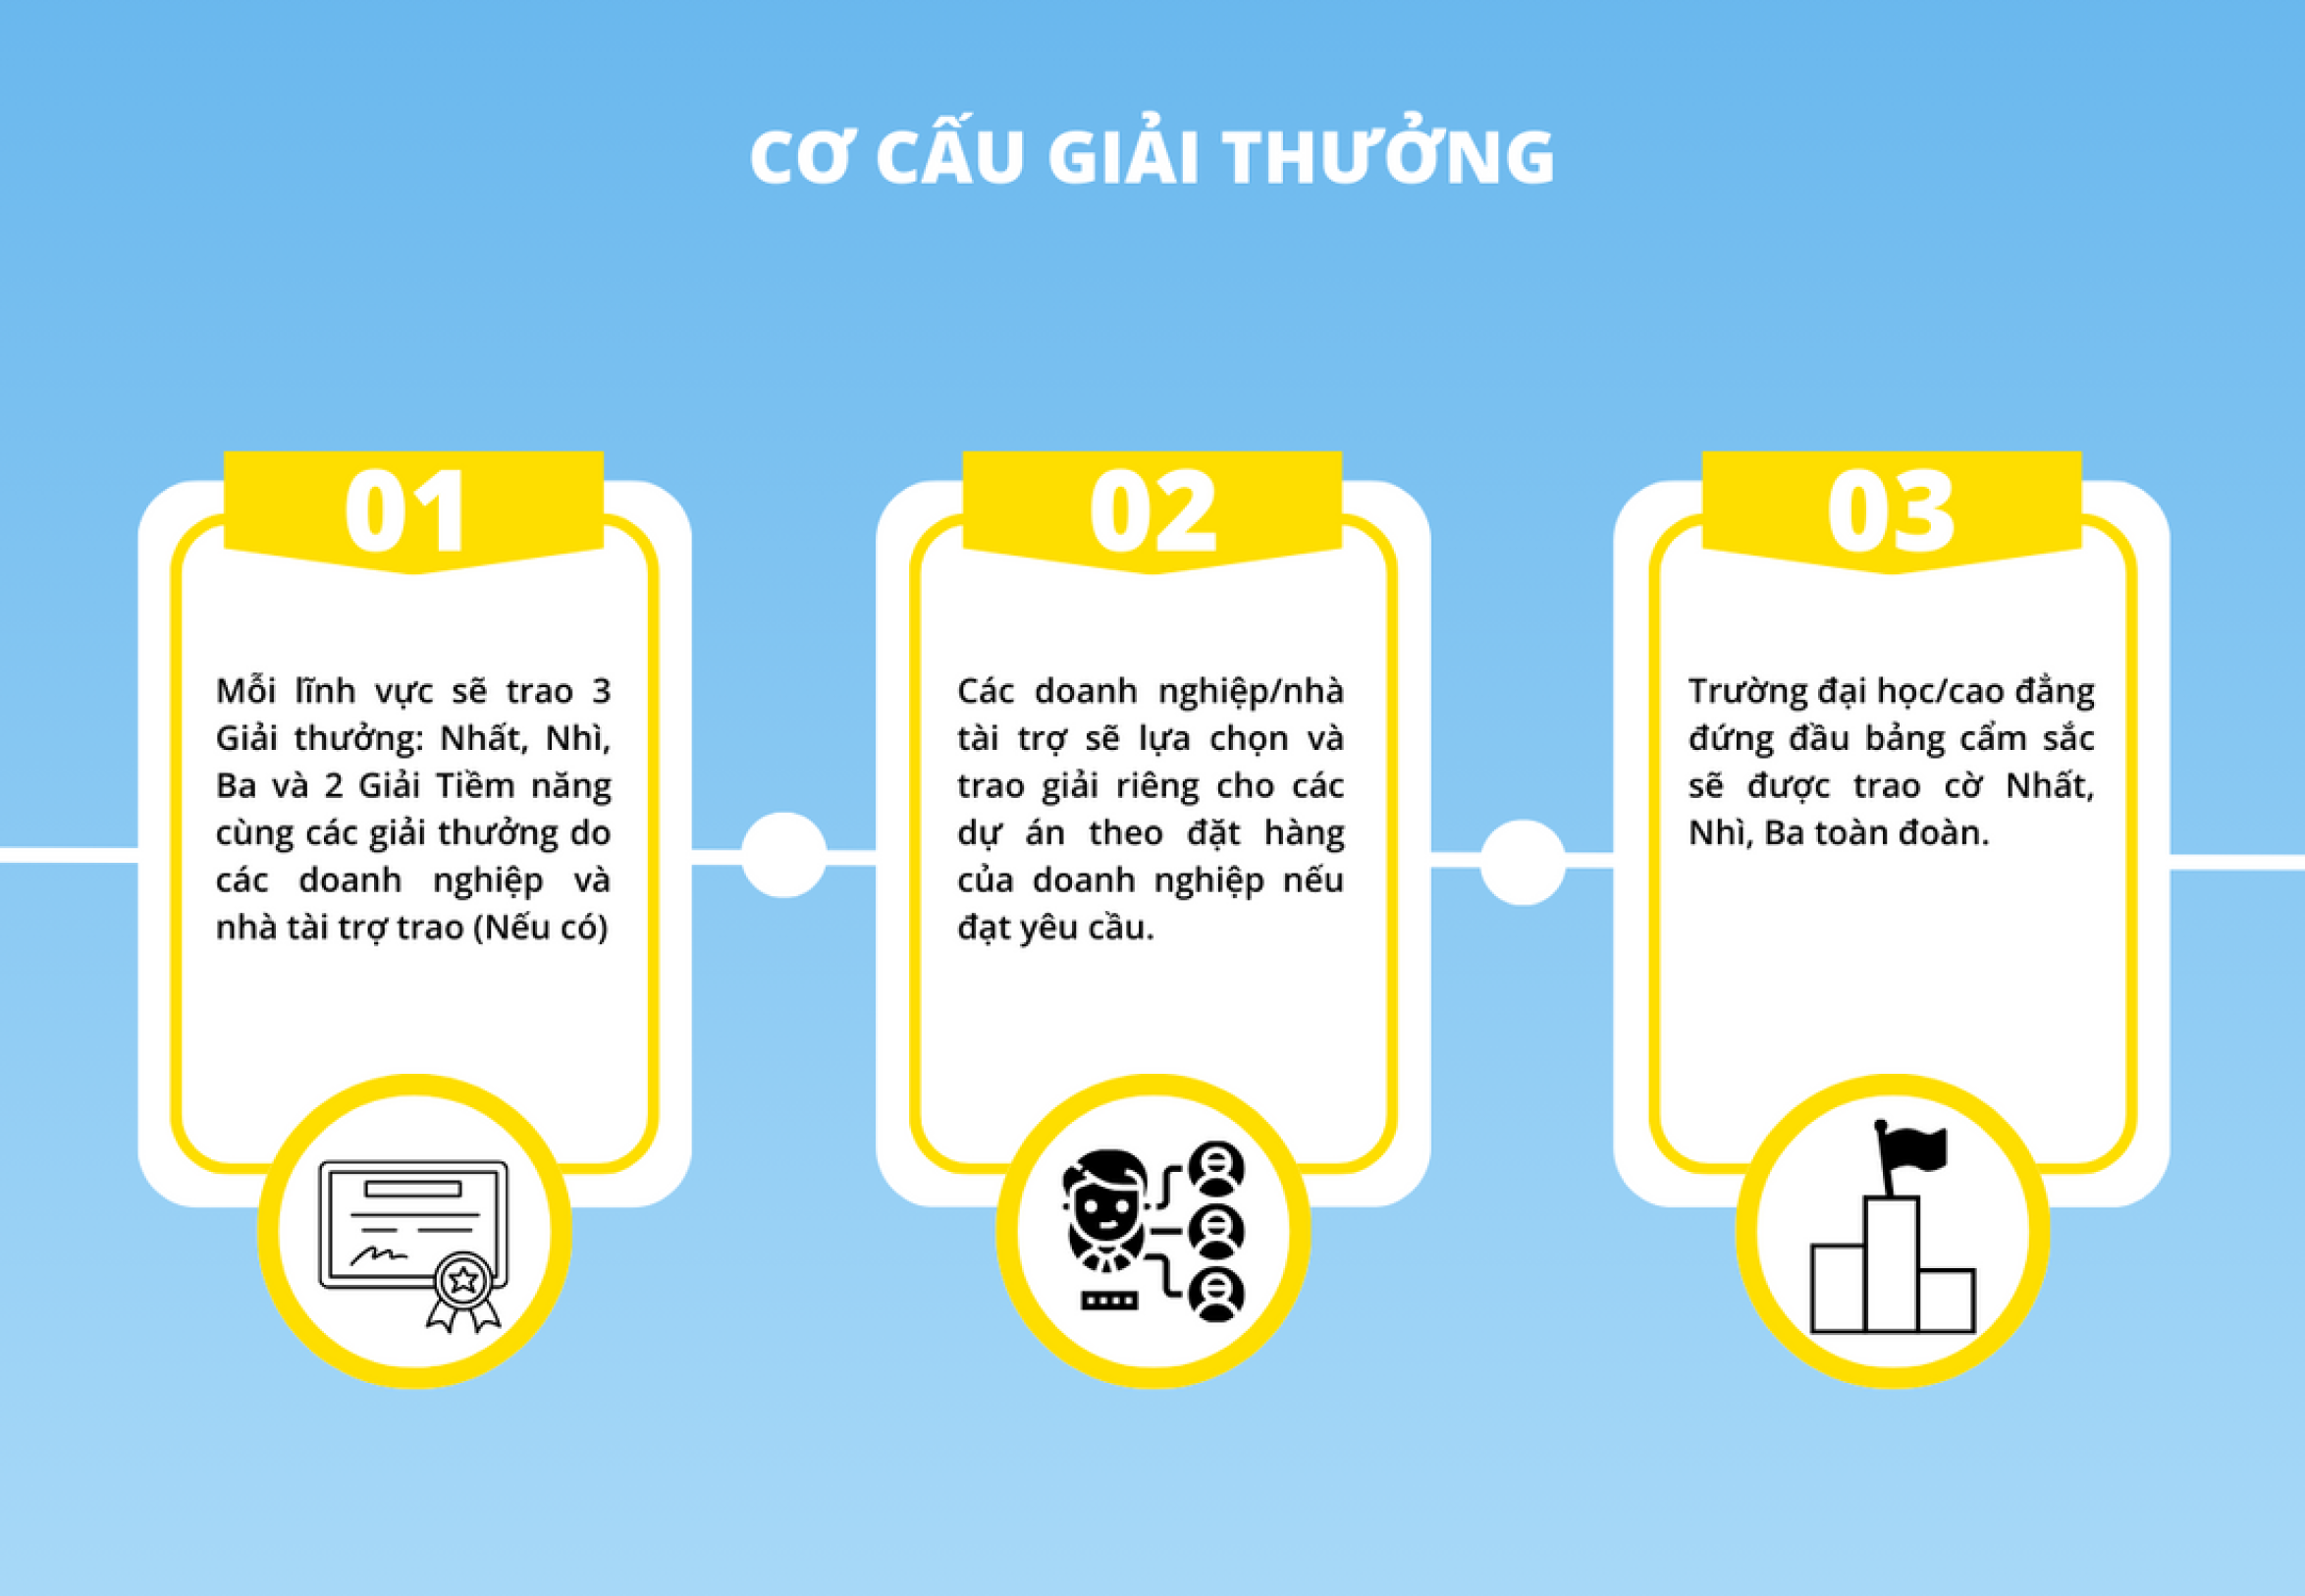 CƠ CẤU GIẢI THƯỞNG
01
Mỗi lĩnh vực sẽ trao 3
Giải thưởng: Nhất, Nhì,
Ba và 2 Giải Tiềm năng
cùng các giải thưởng do
các doanh nghiệp và
nhà tài trợ trao (Nếu có)
02
Các doanh nghiệp/nhà
tài trợ sẽ lựa chọn và
trao giải riêng cho các
dự án theo đặt hàng
của doanh nghiệp nếu
đạt yêu cầu.
03
Trường đại học/cao đẳng
đứng đầu bảng cẩm sắc
sẽ được trao cờ Nhất,
Nhì, Ba toàn đoàn.